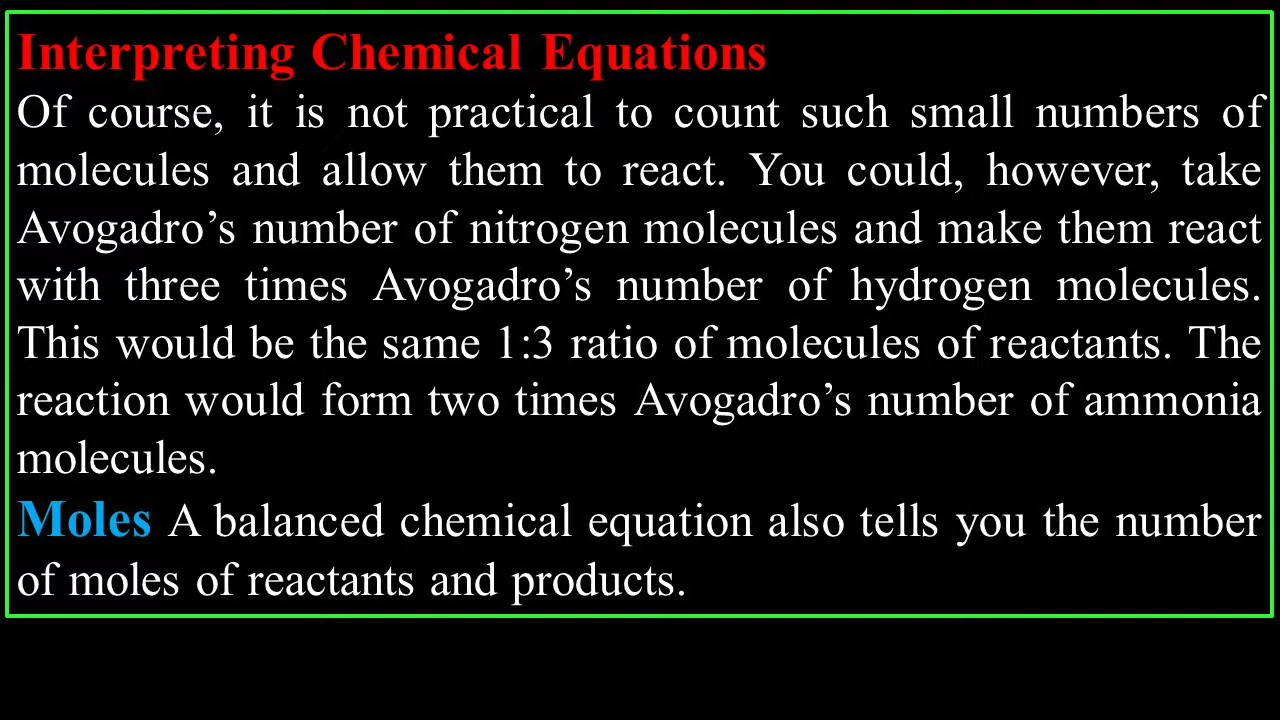 Interpreting Chemical Equations
Of course, it is not practical to count such small numbers of
molecules and allow them to react. You could, however, take
Avogadro’s number of nitrogen molecules and make them react
with three times Avogadro’s number of hydrogen molecules.
This would be the same 1:3 ratio of molecules of reactants. The
reaction would form two times Avogadro’s number of ammonia
molecules.
Moles A balanced chemical equation also tells you the number
of moles of reactants and products.